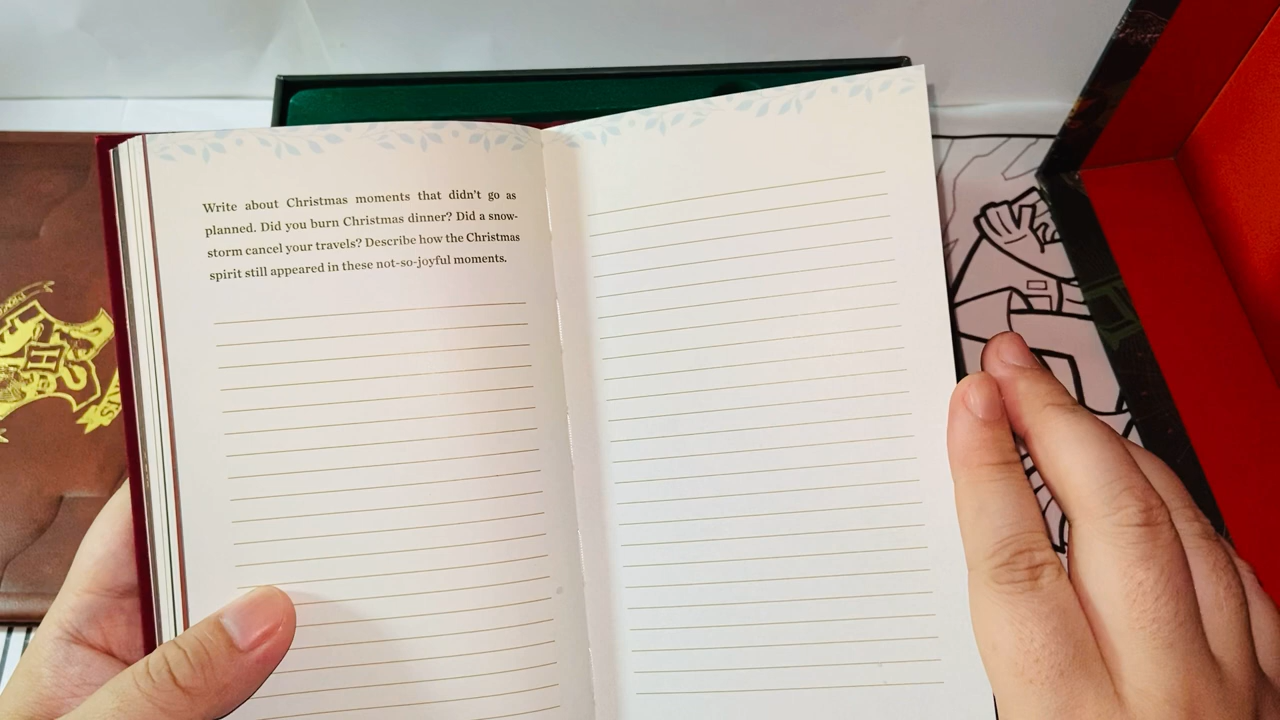 Write about Christmas moments that didn't go as
planned. Did you burn Christmas dinner? Did a snow-
storm cancel your travels? Describe how the Christmas
spirit still appeared in these not-so-joyful moments.
H